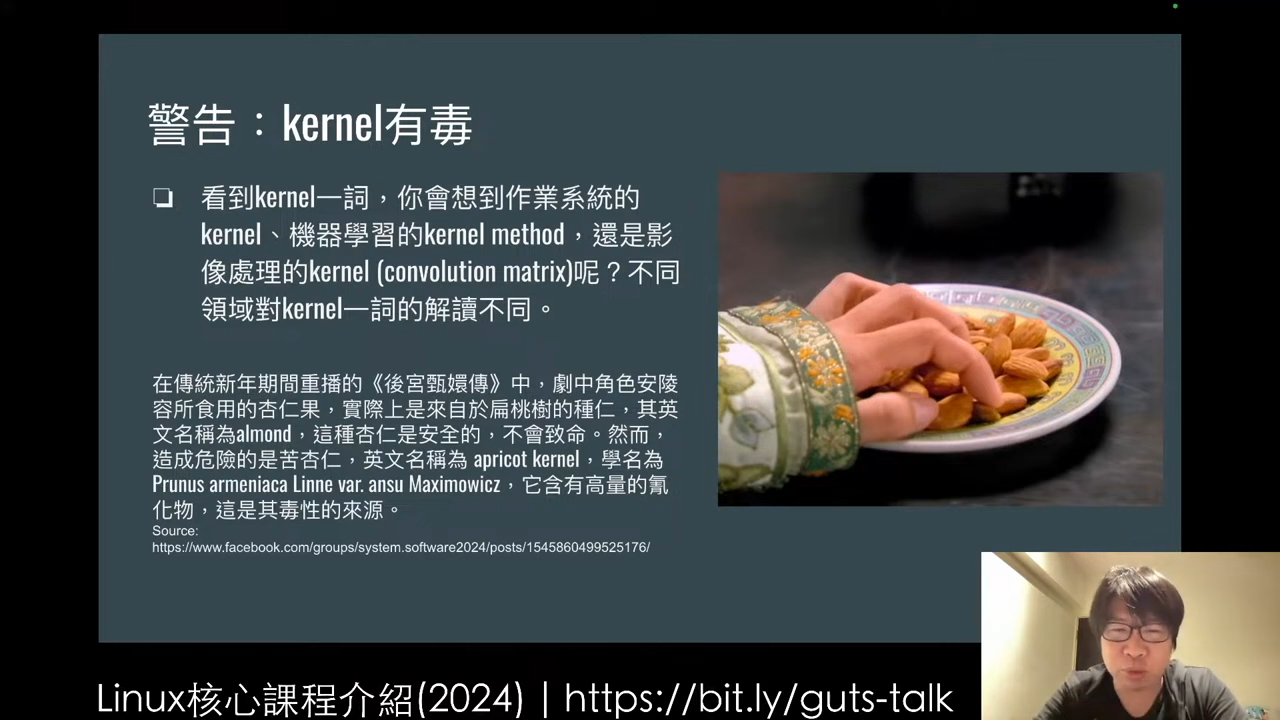 警告：kernel有毒
❏ 看到kernel一詞，你會想到作業系統的
kernel、機器學習的kernel method，還是影
像處理的kernel (convolution matrix)呢？不同
領域對kernel一詞的解讀不同。
在傳統新年期間重播的《後宮甄嬛傳》中，劇中角色安陵
容所食用的杏仁果，實際上是來自於扁桃樹的種仁，其英
文名稱為almond，這種杏仁是安全的，不會致命。然而，
造成危險的是苦杏仁，英文名稱為 apricot kernel，學名為
Prunus armeniaca Linne var. ansu Maximowicz，它含有高量的氰
化物，這是其毒性的來源。
Source:
https://www.facebook.com/groups/system.software2024/posts/1545860499525176/
Linux核心課程介紹(2024) | https://bit.ly/guts-talk